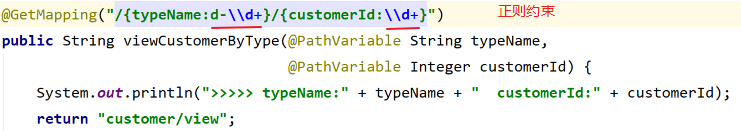 @GetMapping("/{typeName:d-\\d+}/{customerId:\\d+}") 正则约束
public String viewCustomerByType(@PathVariable String typeName,
@PathVariable Integer customerId) {
System.out.println(">>>>> typeName:" + typeName + "  customerId:" + customerId);
return "customer/view";